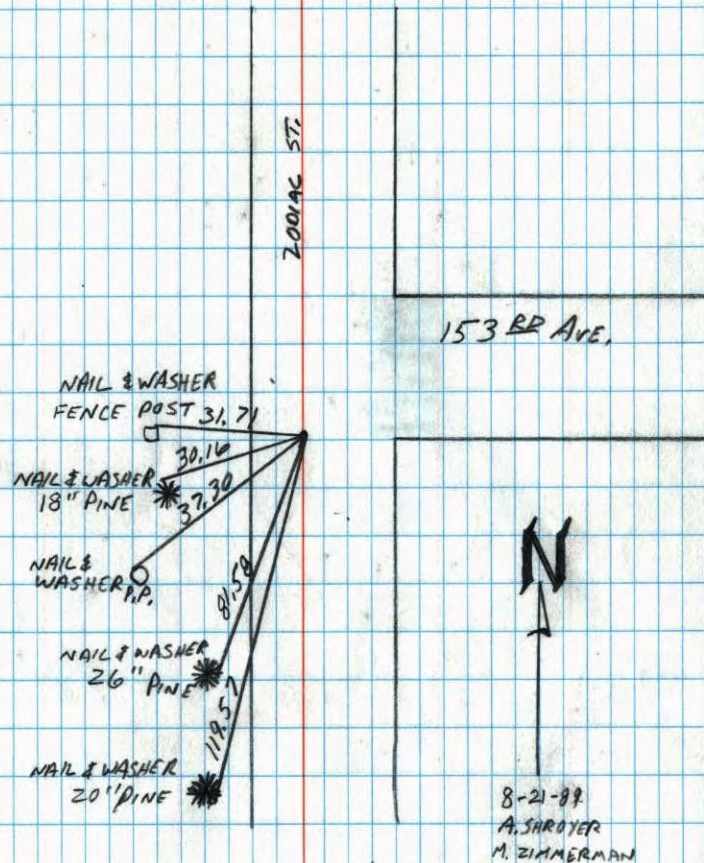 ZODIAC ST.
153 RD AVE.
NAIL & WASHER
FENCE POST 31.71
30.16
NAIL & WASHER
18" PINE
37.30
NAIL &
WASHER P.P.
81.58
NAIL & WASHER
26" PINE
119.57
NAIL & WASHER
20" PINE
N
8-21-89
A. SHROYER
M. ZIMMERMAN